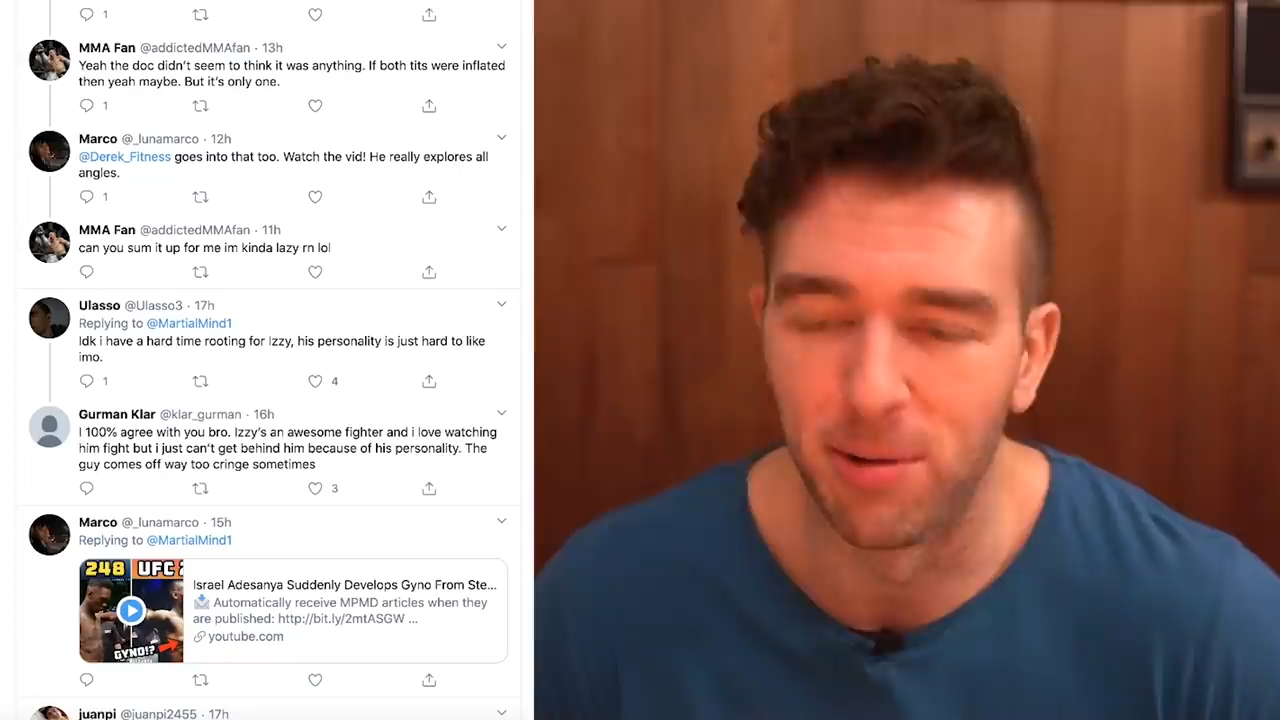 1
MMA Fan @addictedMMAfan · 13h
Yeah the doc didn't seem to think it was anything. If both tits were inflated
then yeah maybe. But it's only one.
1
Marco @_lunamarco · 12h
@Derek_Fitness goes into that too. Watch the vid! He really explores all
angles.
1
MMA Fan @addictedMMAfan · 11h
can you sum it up for me im kinda lazy rn lol
Ulasso @Ulasso3 · 17h
Replying to @MartialMind1
Idk i have a hard time rooting for Izzy, his personality is just hard to like
imo.
1 4
Gurman Klar @klar_gurman · 16h
I 100% agree with you bro. Izzy's an awesome fighter and i love watching
him fight but i just can't get behind him because of his personality. The
guy comes off way too cringe sometimes
3
Marco @_lunamarco · 15h
Replying to @MartialMind1
248 UFC 2
GYNO!?
Israel Adesanya Suddenly Develops Gyno From Ste...
Automatically receive MPMD articles when they
are published: http://bit.ly/2mtASGW ...
youtube.com
juanpi @juanpi2455 · 17h